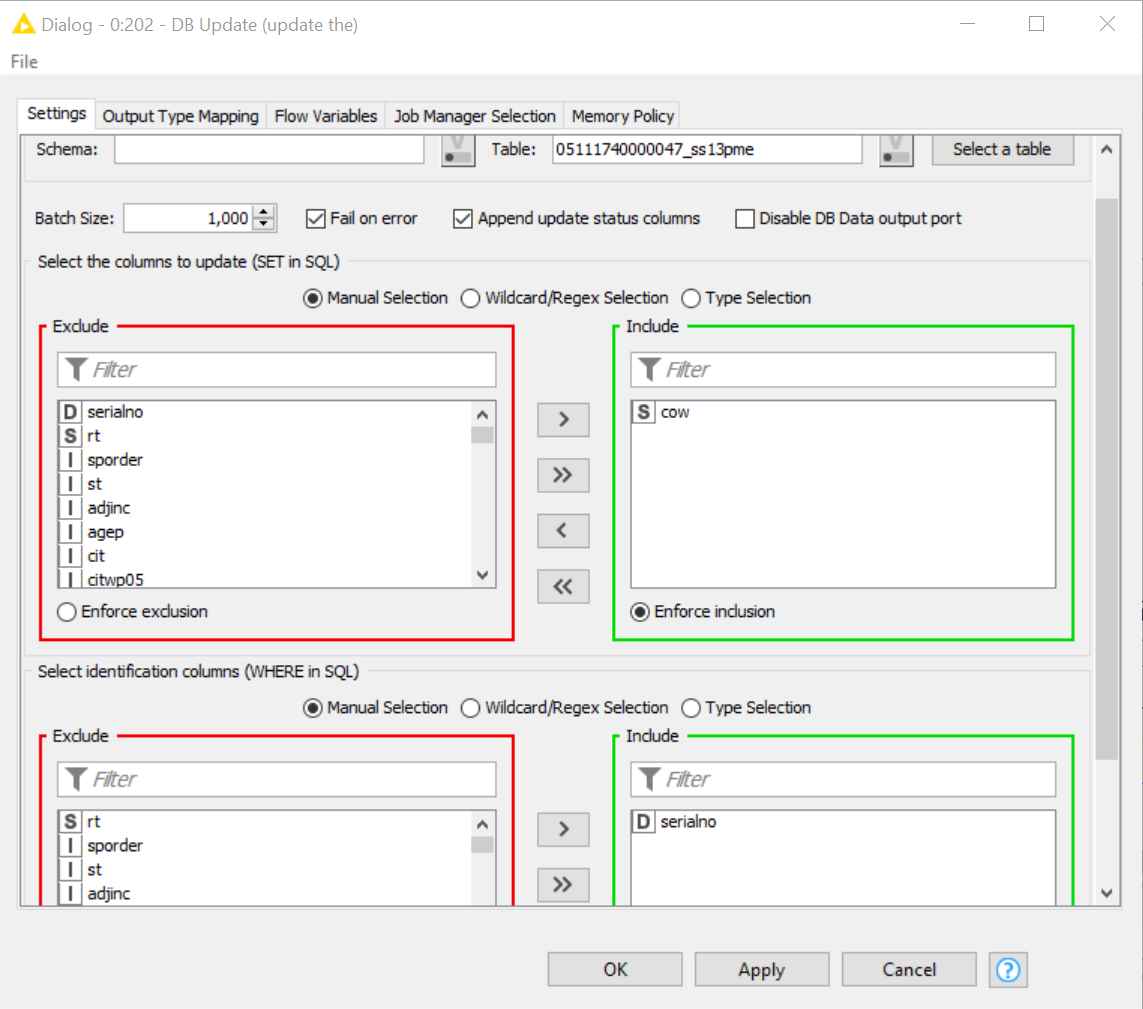 Dialog - 0:202 - DB Update (update the)
File
Settings Output Type Mapping Flow Variables Job Manager Selection Memory Policy
Schema: V Table: 05111740000047_ss13pme V Select a table
Batch Size: 1,000 Fail on error Append update status columns Disable DB Data output port
Select the columns to update (SET in SQL)
Manual Selection Wildcard/Regex Selection Type Selection
Exclude Include
Filter Filter
D serialno > S cow
S rt
I sporder
I st >>
I adjinc
I agep <
I cit
I citwp05 <<
Enforce exclusion Enforce inclusion
Select identification columns (WHERE in SQL)
Manual Selection Wildcard/Regex Selection Type Selection
Exclude Include
Filter Filter
S rt > D serialno
I sporder
I st >>
I adjinc
OK Apply Cancel ?